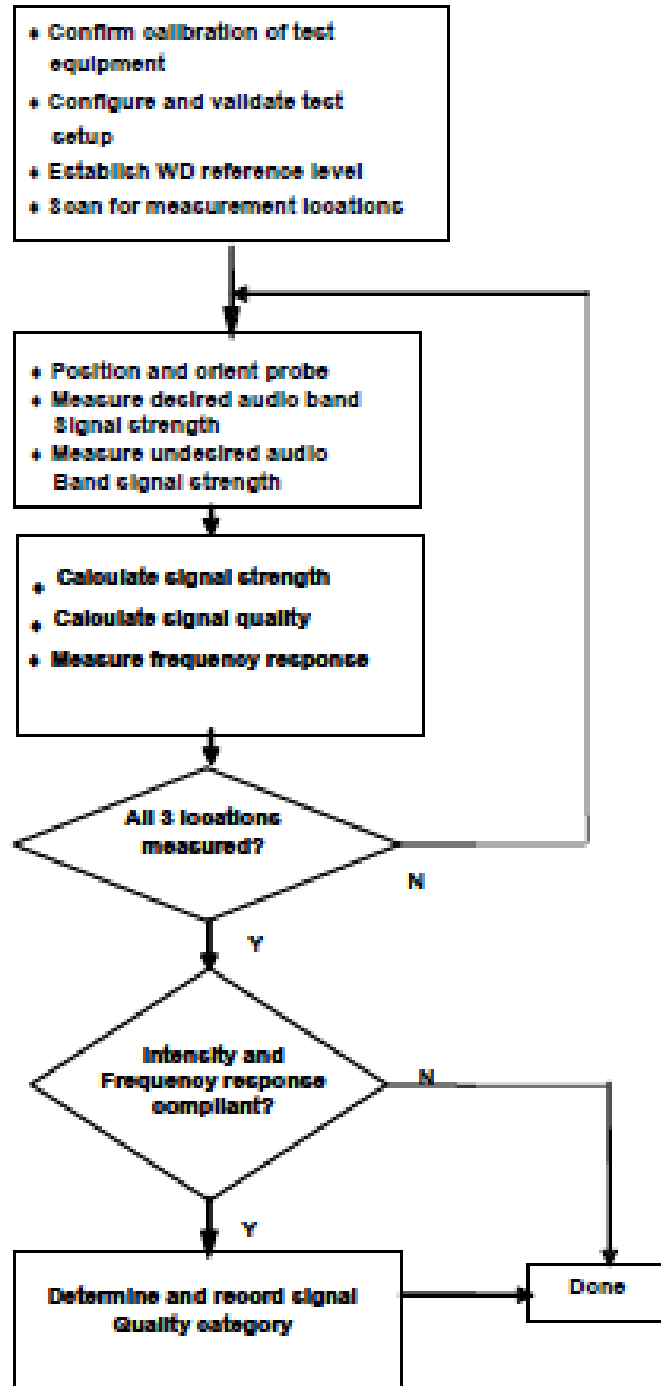 ♦ Confirm calibration of test
equipment
♦ Configure and validate test
setup
♦ Establish WD reference level
♦ Scan for measurement locations
♦ Position and orient probe
♦ Measure desired audio band
Signal strength
♦ Measure undesired audio
Band signal strength
♦ Calculate signal strength
♦ Calculate signal quality
♦ Measure frequency response
All 3 locations
measured?
N
Y
Intensity and
Frequency response
compliant?
N
Y
Determine and record signal
Quality category
Done